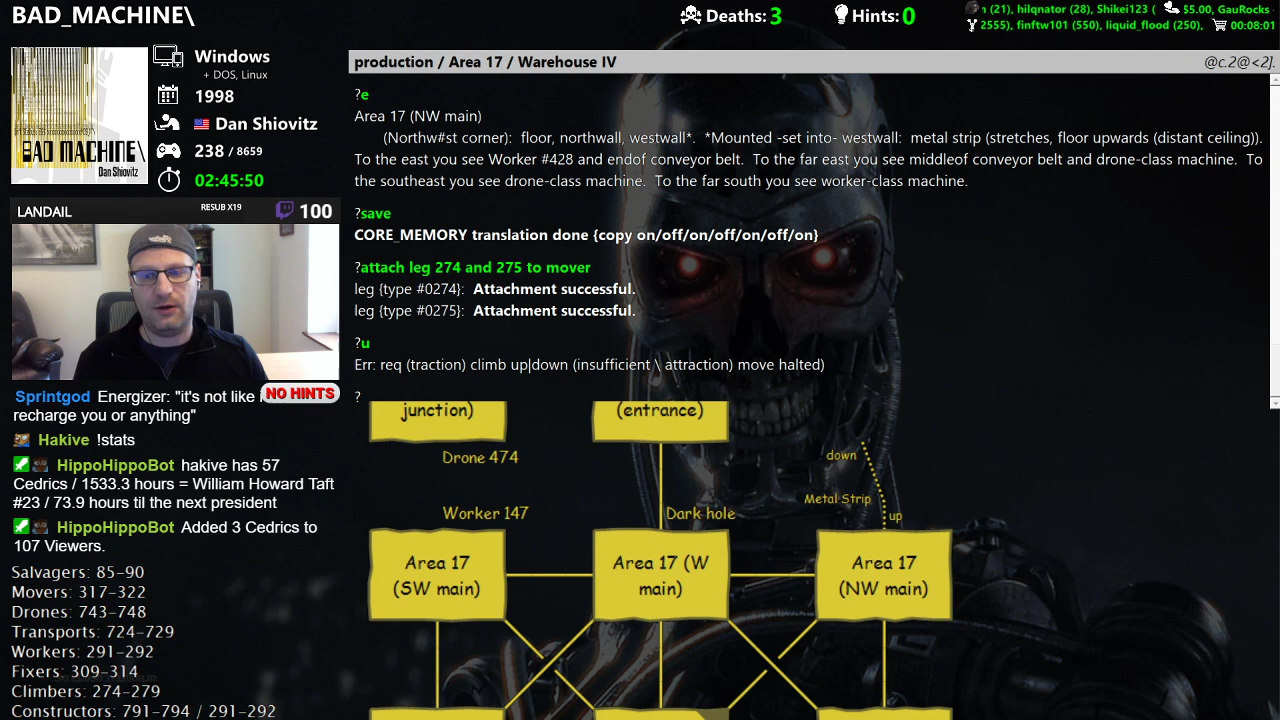 BAD_MACHINE\
Deaths: 3
Hints: 0
n (21), hilqnator (28), Shikei123 (
$5.00, GauRocks
2555), finftw101 (550), liquid_flood (250),
00:08:01
Windows
+ DOS, Linux
1998
Dan Shiovitz
238 / 8659
02:45:50
BAD MACHINE\
Dan Shiovitz
LANDAIL
RESUB X19
100
NO HINTS
Sprintgod Energizer: "it's not like
recharge you or anything"
Hakive !stats
HippoHippoBot hakive has 57
Cedrics / 1533.3 hours = William Howard Taft
#23 / 73.9 hours til the next president
HippoHippoBot Added 3 Cedrics to
107 Viewers.
Salvagers: 85-90
Movers: 317-322
Drones: 743-748
Transports: 724-729
Workers: 291-292
Fixers: 309-314
Climbers: 274-279
Constructors: 791-794 / 291-292
production / Area 17 / Warehouse IV
@c.2@<2].
?e
Area 17 (NW main)
(Northw#st corner): floor, northwall, westwall*. *Mounted -set into- westwall: metal strip (stretches, floor upwards (distant ceiling)).
To the east you see Worker #428 and endof conveyor belt. To the far east you see middleof conveyor belt and drone-class machine. To
the southeast you see drone-class machine. To the far south you see worker-class machine.
?save
CORE_MEMORY translation done {copy on/off/on/off/on/off/on}
?attach leg 274 and 275 to mover
leg {type #0274}: Attachment successful.
leg {type #0275}: Attachment successful.
?u
Err: req (traction) climb up|down (insufficient \ attraction) move halted)
?
junction)
(entrance)
Drone 474
down
Metal Strip
Worker 147
Dark hole
up
Area 17
(SW main)
Area 17 (W
main)
Area 17
(NW main)